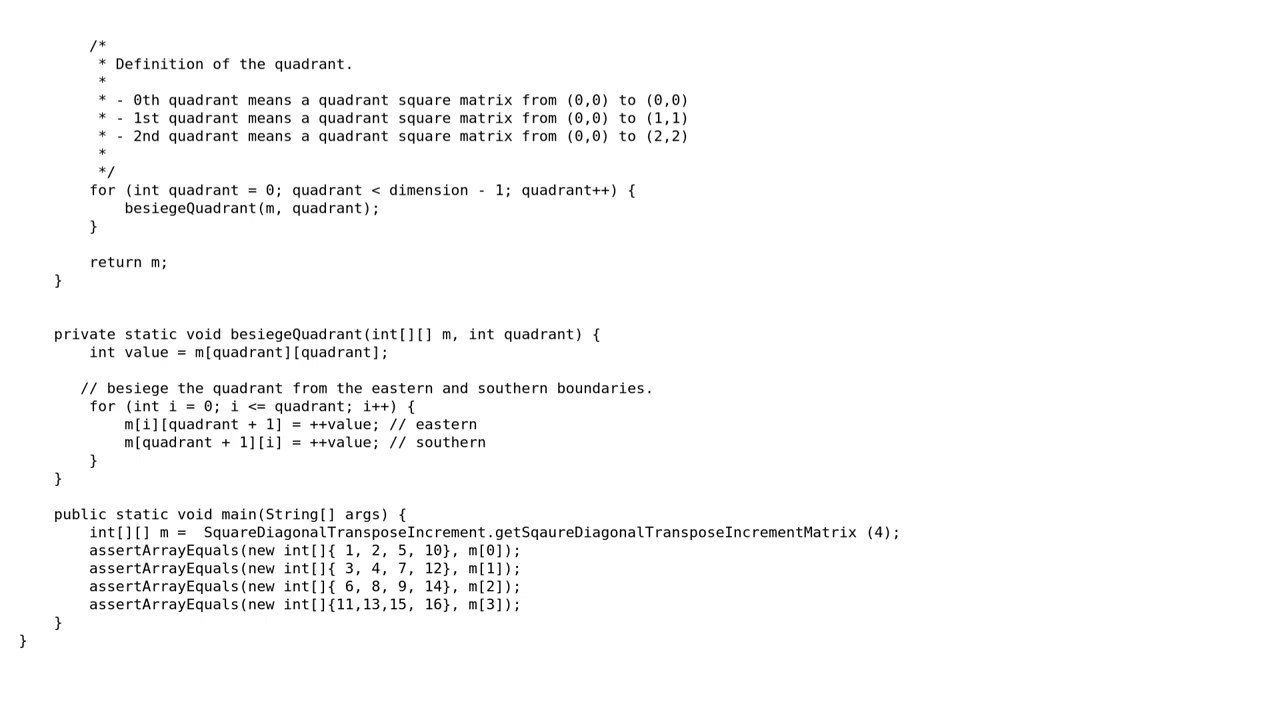 /*
 * Definition of the quadrant.
 *
 * - 0th quadrant means a quadrant square matrix from (0,0) to (0,0)
 * - 1st quadrant means a quadrant square matrix from (0,0) to (1,1)
 * - 2nd quadrant means a quadrant square matrix from (0,0) to (2,2)
 *
 */
for (int quadrant = 0; quadrant < dimension - 1; quadrant++) {
besiegeQuadrant(m, quadrant);
}
return m;
}
private static void besiegeQuadrant(int[][] m, int quadrant) {
int value = m[quadrant][quadrant];
// besiege the quadrant from the eastern and southern boundaries.
for (int i = 0; i <= quadrant; i++) {
m[i][quadrant + 1] = ++value; // eastern
m[quadrant + 1][i] = ++value; // southern
}
}
public static void main(String[] args) {
int[][] m =  SquareDiagonalTransposeIncrement.getSqaureDiagonalTransposeIncrementMatrix (4);
assertArrayEquals(new int[]{ 1, 2, 5, 10}, m[0]);
assertArrayEquals(new int[]{ 3, 4, 7, 12}, m[1]);
assertArrayEquals(new int[]{ 6, 8, 9, 14}, m[2]);
assertArrayEquals(new int[]{11,13,15, 16}, m[3]);
}
}